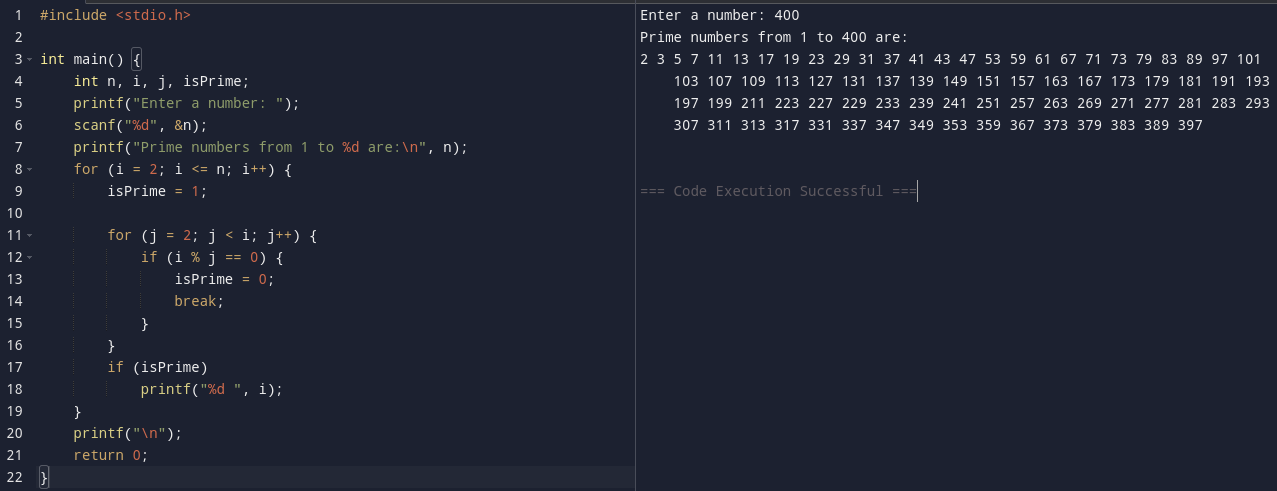 1 #include <stdio.h>
2
3 int main() {
4     int n, i, j, isPrime;
5     printf("Enter a number: ");
6     scanf("%d", &n);
7     printf("Prime numbers from 1 to %d are:\n", n);
8     for (i = 2; i <= n; i++) {
9         isPrime = 1;
10
11         for (j = 2; j < i; j++) {
12             if (i % j == 0) {
13                 isPrime = 0;
14                 break;
15             }
16         }
17         if (isPrime)
18             printf("%d ", i);
19     }
20     printf("\n");
21     return 0;
22 }
Enter a number: 400
Prime numbers from 1 to 400 are:
2 3 5 7 11 13 17 19 23 29 31 37 41 43 47 53 59 61 67 71 73 79 83 89 97 101
    103 107 109 113 127 131 137 139 149 151 157 163 167 173 179 181 191 193
    197 199 211 223 227 229 233 239 241 251 257 263 269 271 277 281 283 293
    307 311 313 317 331 337 347 349 353 359 367 373 379 383 389 397
=== Code Execution Successful ===